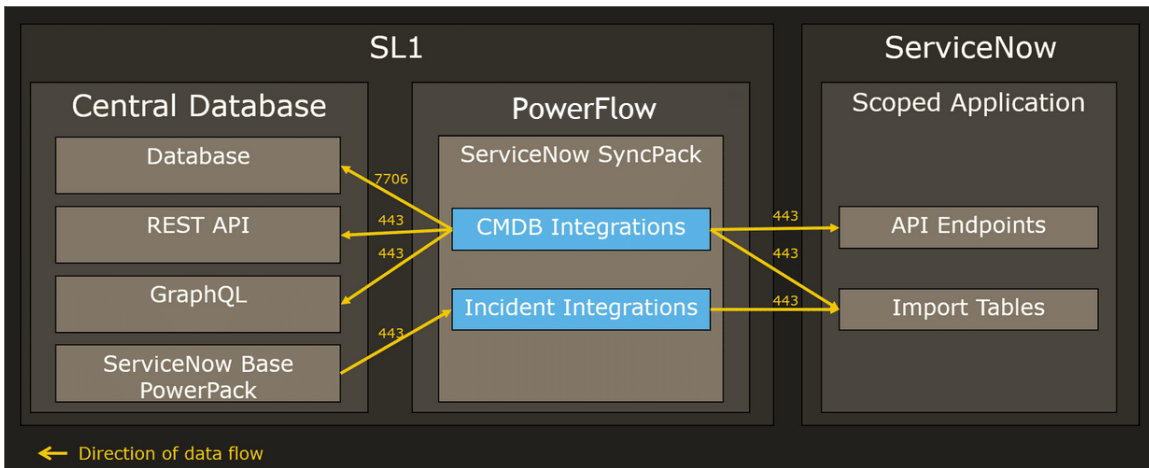 SL1
ServiceNow
Central Database
PowerFlow
Scoped Application
Database
ServiceNow SyncPack
7706
REST API
443
CMDB Integrations
443
API Endpoints
443
443
GraphQL
Incident Integrations
443
Import Tables
443
ServiceNow Base
PowerPack
Direction of data flow